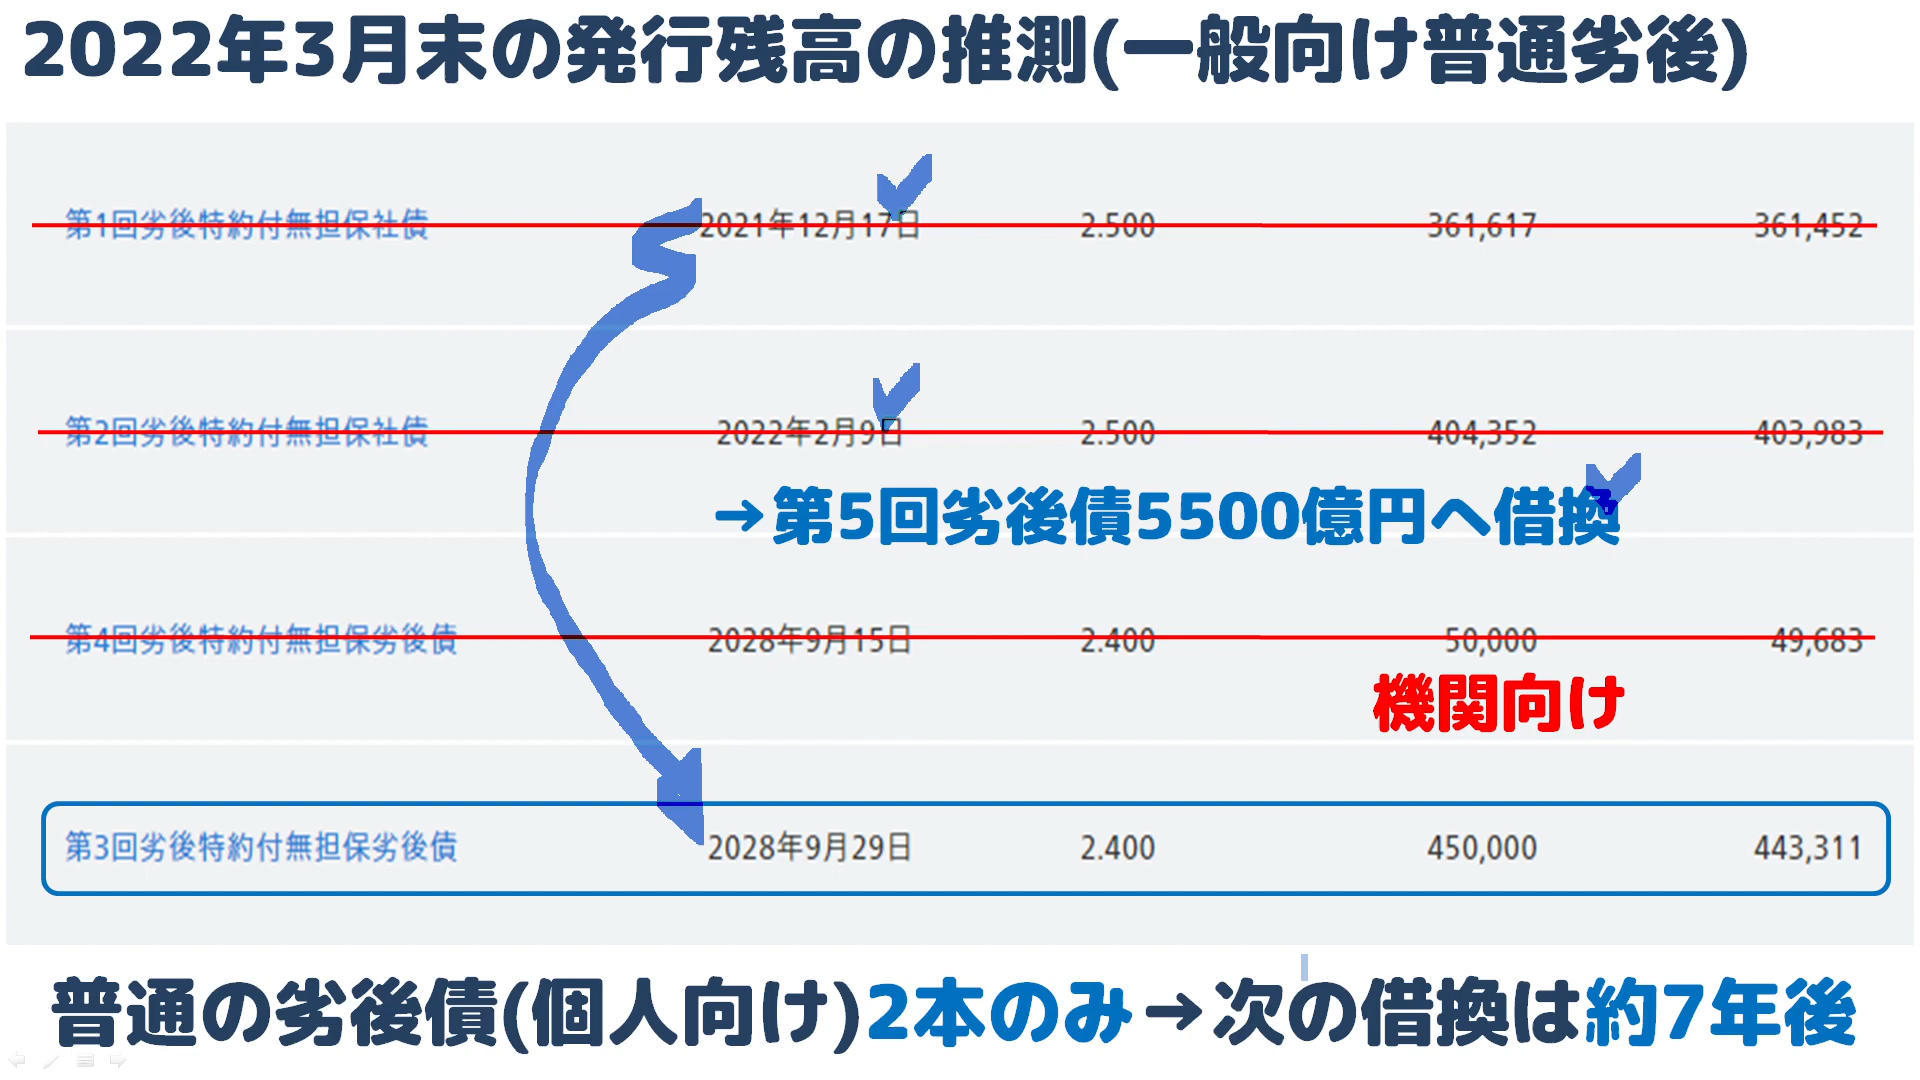 2022年3月末の発行残高の推測(一般向け普通劣後)
第1回劣後特約付無担保社債 2021年12月17日 2.500 361,617 361,452
第2回劣後特約付無担保社債 2022年2月9日 2.500 404,352 403,983
→第5回劣後債5500億円へ借換
第4回劣後特約付無担保劣後債 2028年9月15日 2.400 50,000 49,683
機関向け
第3回劣後特約付無担保劣後債 2028年9月29日 2.400 450,000 443,311
普通の劣後債(個人向け)2本のみ→次の借換は約7年後